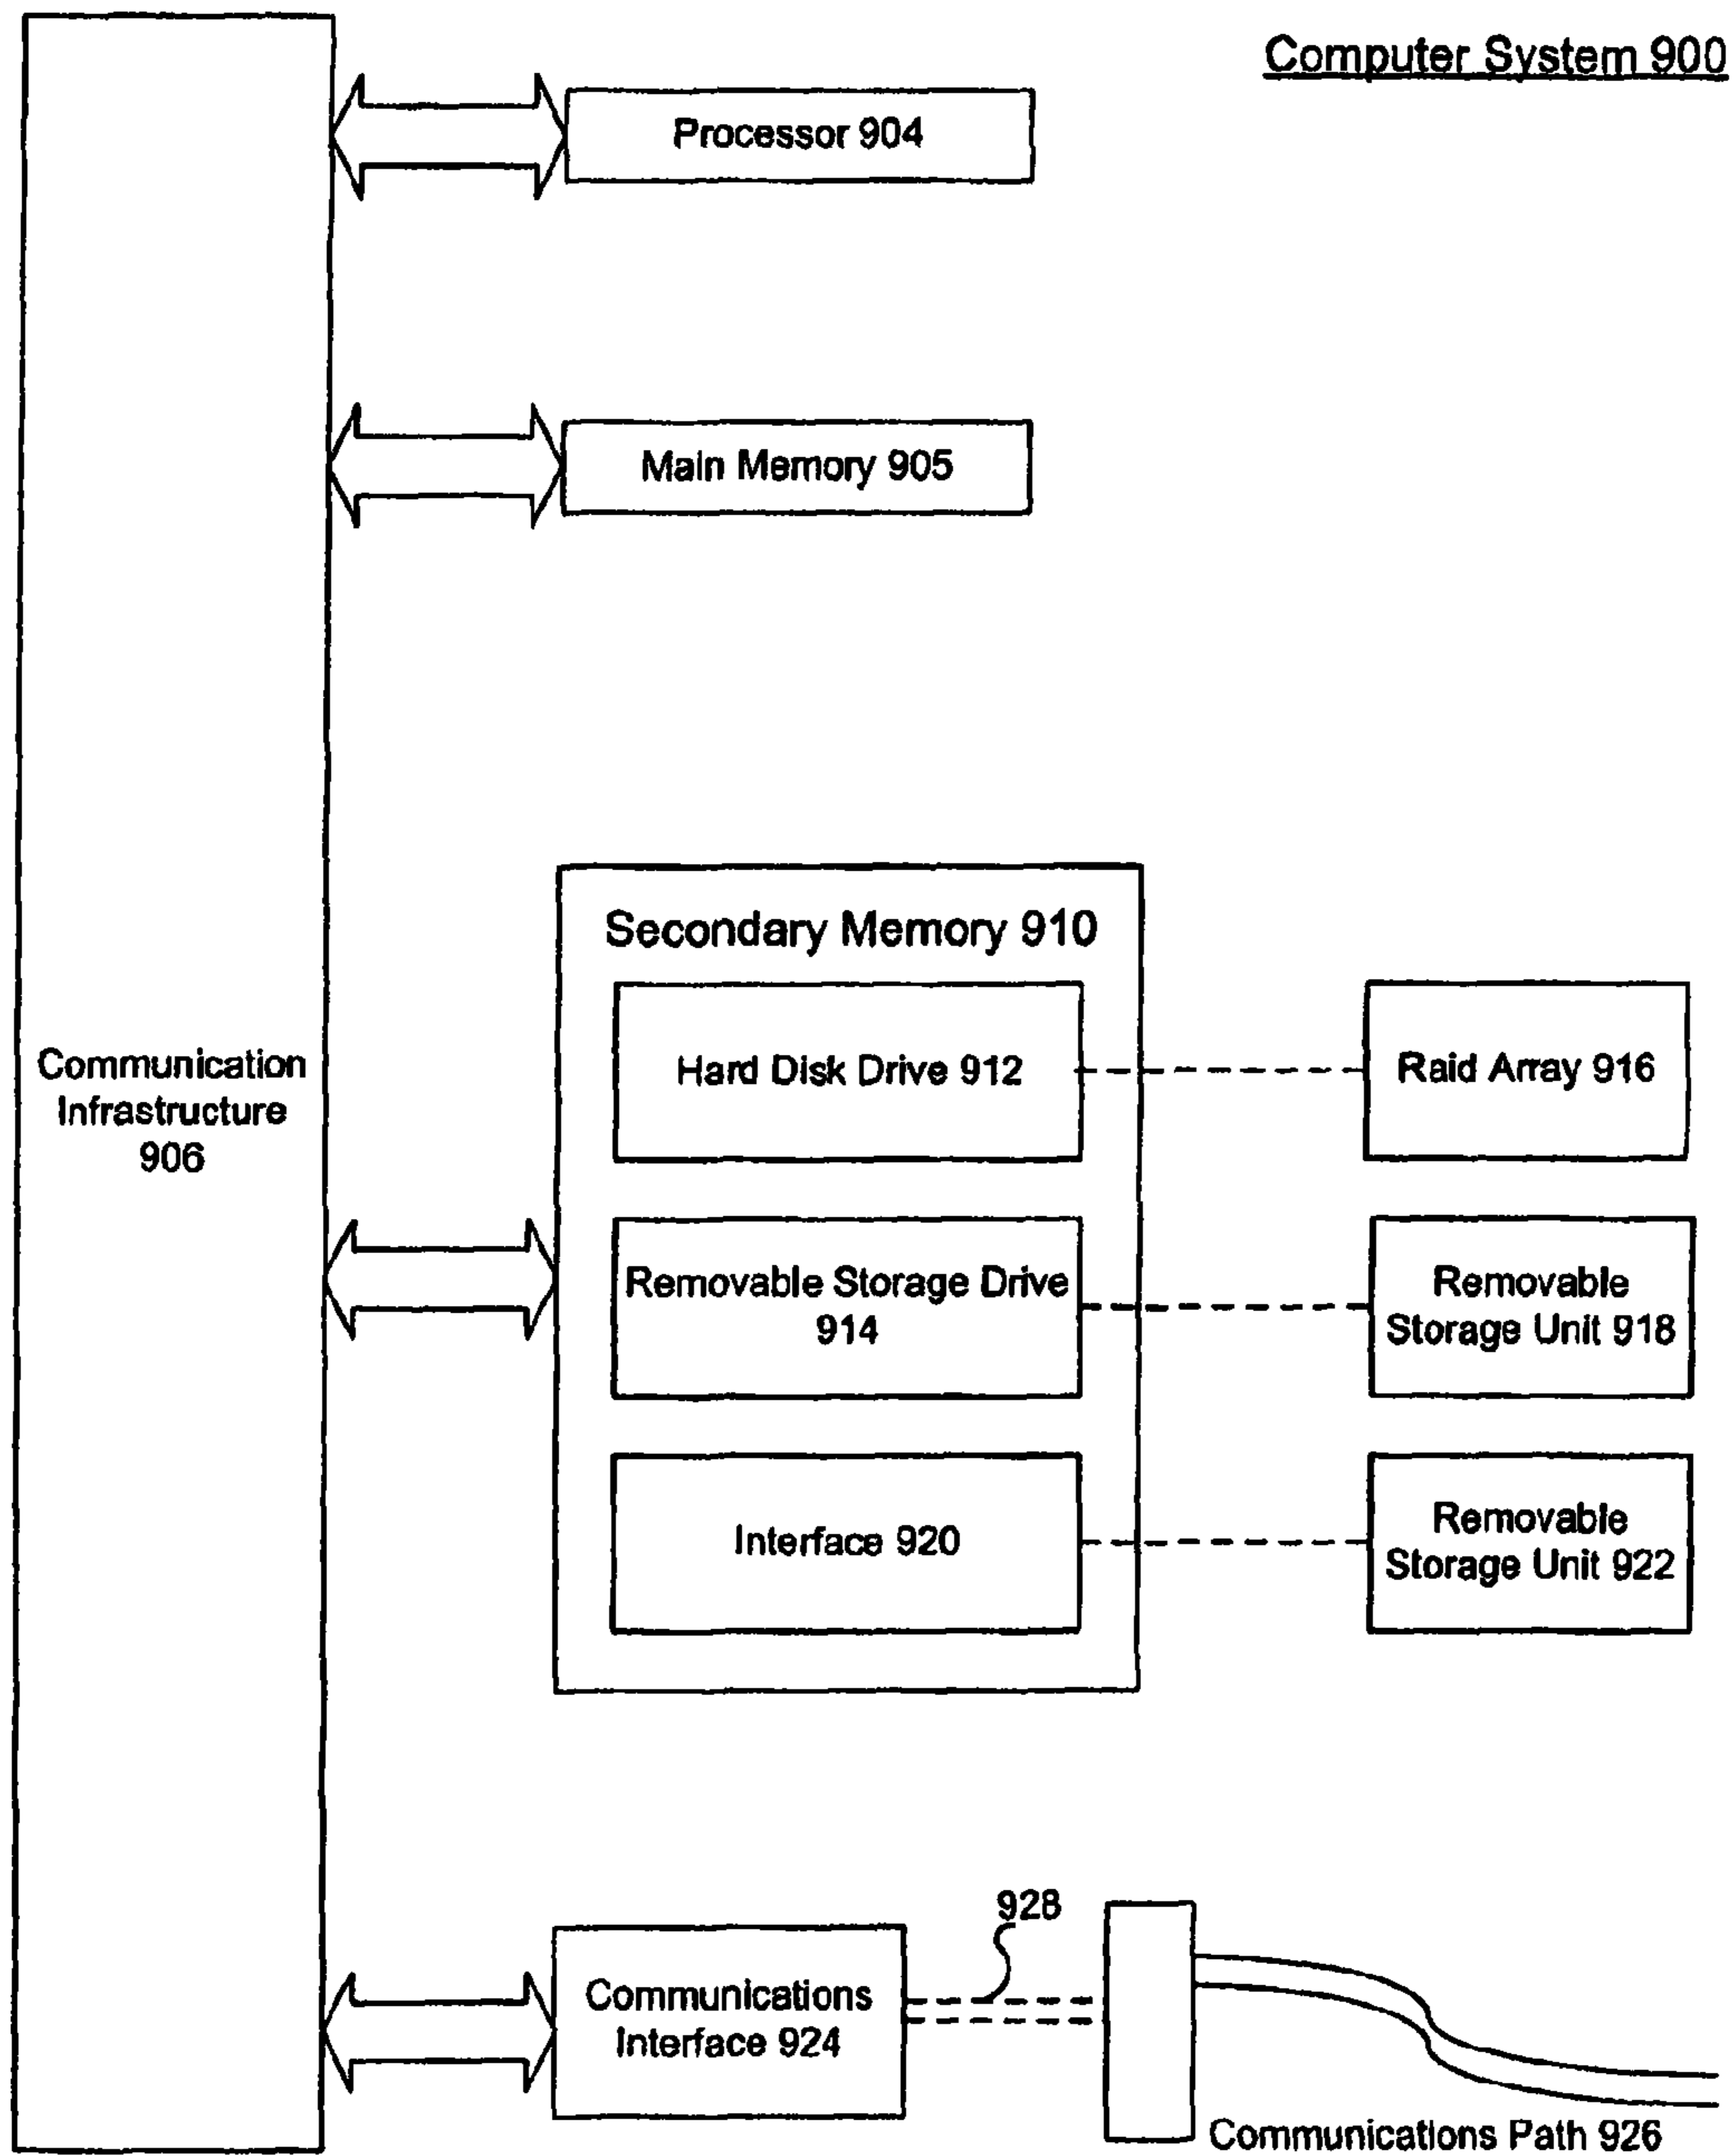 Computer System 900
Processor 904
Main Memory 905
Secondary Memory 910
Communication
Infrastructure
906
Hard Disk Drive 912
Raid Array 916
Removable Storage Drive
914
Removable
Storage Unit 918
Interface 920
Removable
Storage Unit 922
928
Communications
Interface 924
Communications Path 926